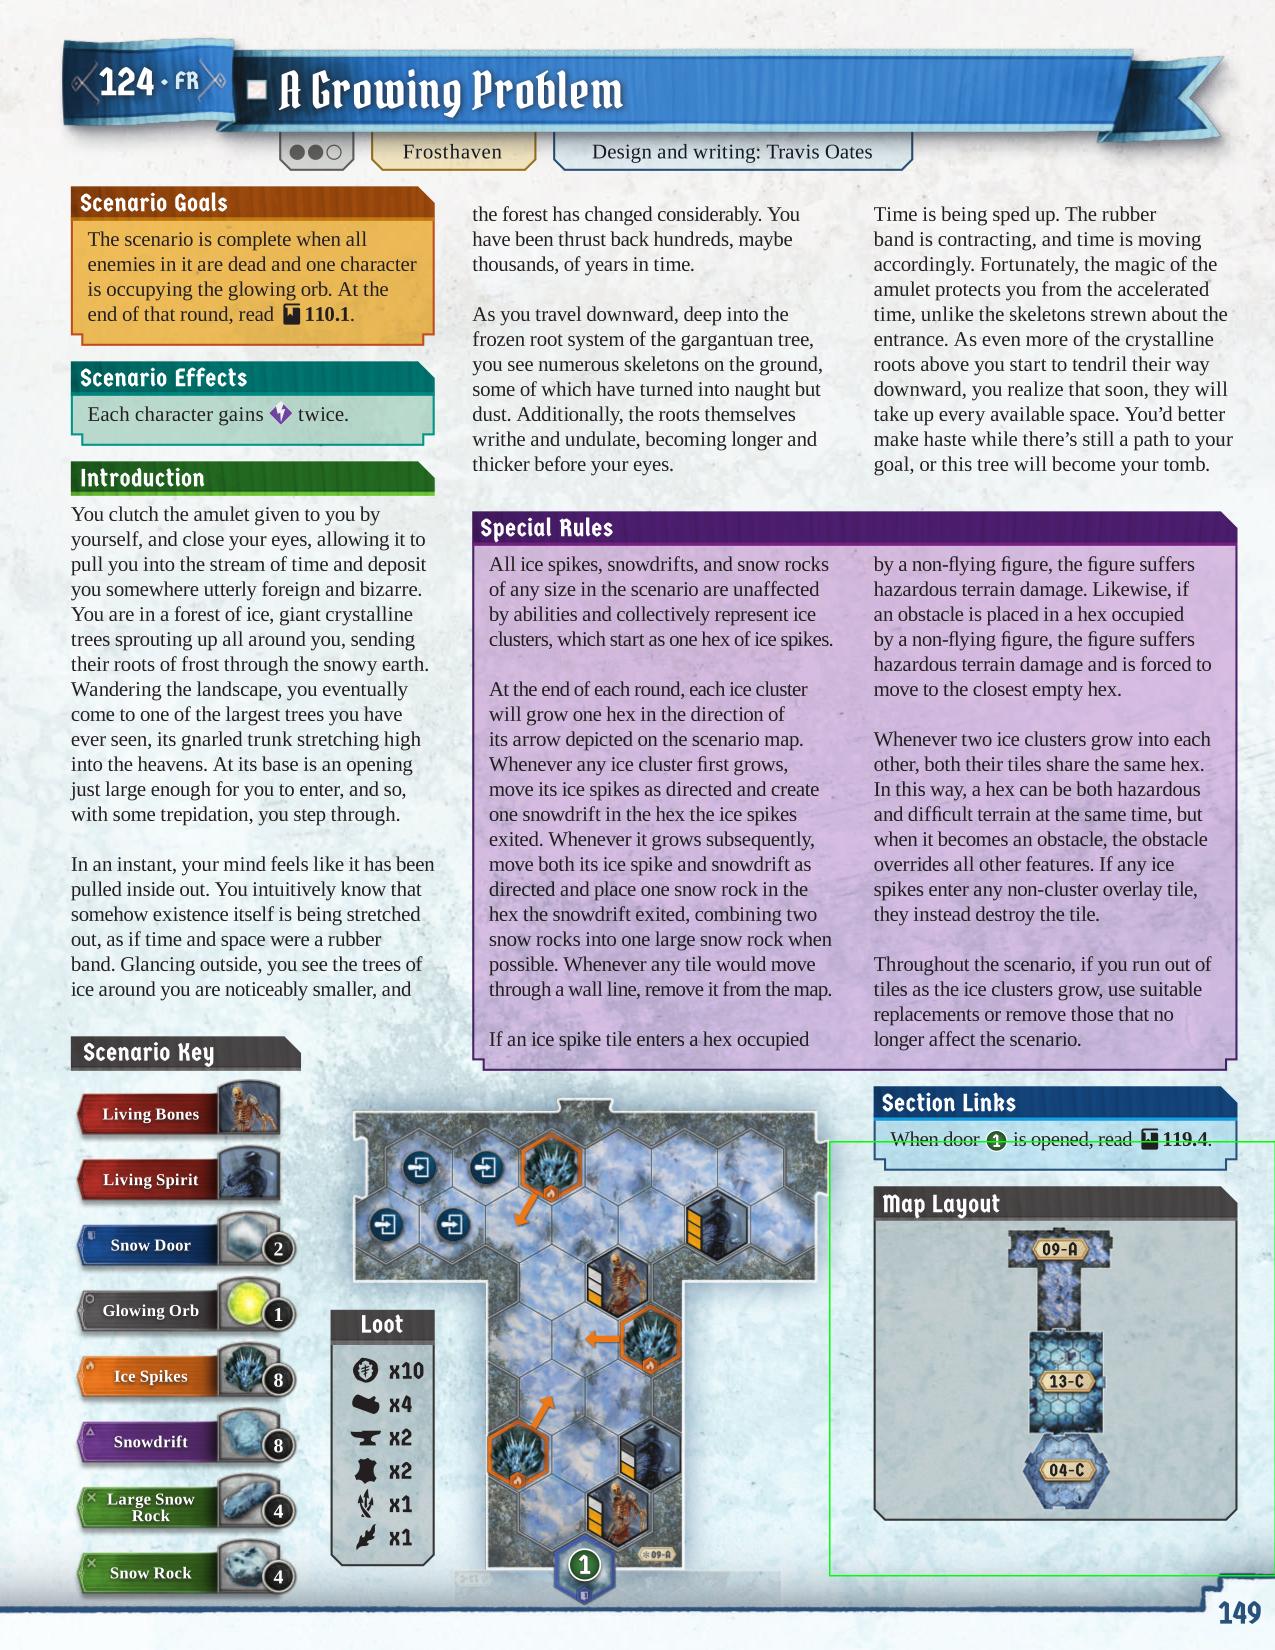 124 · FR
A Growing Problem
Frosthaven
Design and writing: Travis Oates
Scenario Goals
The scenario is complete when all
enemies in it are dead and one character
is occupying the glowing orb. At the
end of that round, read 110.1.
Scenario Effects
Each character gains twice.
Introduction
You clutch the amulet given to you by
yourself, and close your eyes, allowing it to
pull you into the stream of time and deposit
you somewhere utterly foreign and bizarre.
You are in a forest of ice, giant crystalline
trees sprouting up all around you, sending
their roots of frost through the snowy earth.
Wandering the landscape, you eventually
come to one of the largest trees you have
ever seen, its gnarled trunk stretching high
into the heavens. At its base is an opening
just large enough for you to enter, and so,
with some trepidation, you step through.
In an instant, your mind feels like it has been
pulled inside out. You intuitively know that
somehow existence itself is being stretched
out, as if time and space were a rubber
band. Glancing outside, you see the trees of
ice around you are noticeably smaller, and
the forest has changed considerably. You
have been thrust back hundreds, maybe
thousands, of years in time.
As you travel downward, deep into the
frozen root system of the gargantuan tree,
you see numerous skeletons on the ground,
some of which have turned into naught but
dust. Additionally, the roots themselves
writhe and undulate, becoming longer and
thicker before your eyes.
Time is being sped up. The rubber
band is contracting, and time is moving
accordingly. Fortunately, the magic of the
amulet protects you from the accelerated
time, unlike the skeletons strewn about the
entrance. As even more of the crystalline
roots above you start to tendril their way
downward, you realize that soon, they will
take up every available space. You'd better
make haste while there's still a path to your
goal, or this tree will become your tomb.
Special Rules
All ice spikes, snowdrifts, and snow rocks
of any size in the scenario are unaffected
by abilities and collectively represent ice
clusters, which start as one hex of ice spikes.
At the end of each round, each ice cluster
will grow one hex in the direction of
its arrow depicted on the scenario map.
Whenever any ice cluster first grows,
move its ice spikes as directed and create
one snowdrift in the hex the ice spikes
exited. Whenever it grows subsequently,
move both its ice spike and snowdrift as
directed and place one snow rock in the
hex the snowdrift exited, combining two
snow rocks into one large snow rock when
possible. Whenever any tile would move
through a wall line, remove it from the map.
If an ice spike tile enters a hex occupied
by a non-flying figure, the figure suffers
hazardous terrain damage. Likewise, if
an obstacle is placed in a hex occupied
by a non-flying figure, the figure suffers
hazardous terrain damage and is forced to
move to the closest empty hex.
Whenever two ice clusters grow into each
other, both their tiles share the same hex.
In this way, a hex can be both hazardous
and difficult terrain at the same time, but
when it becomes an obstacle, the obstacle
overrides all other features. If any ice
spikes enter any non-cluster overlay tile,
they instead destroy the tile.
Throughout the scenario, if you run out of
tiles as the ice clusters grow, use suitable
replacements or remove those that no
longer affect the scenario.
Scenario Key
Living Bones
Living Spirit
Snow Door 2
Glowing Orb 1
Ice Spikes 8
Snowdrift 8
Large Snow
Rock 4
Snow Rock 4
Loot
x10
x4
x2
x2
x1
x1
09-A
1
Section Links
When door 1 is opened, read 119.4.
Map Layout
09-A
13-C
04-C
149